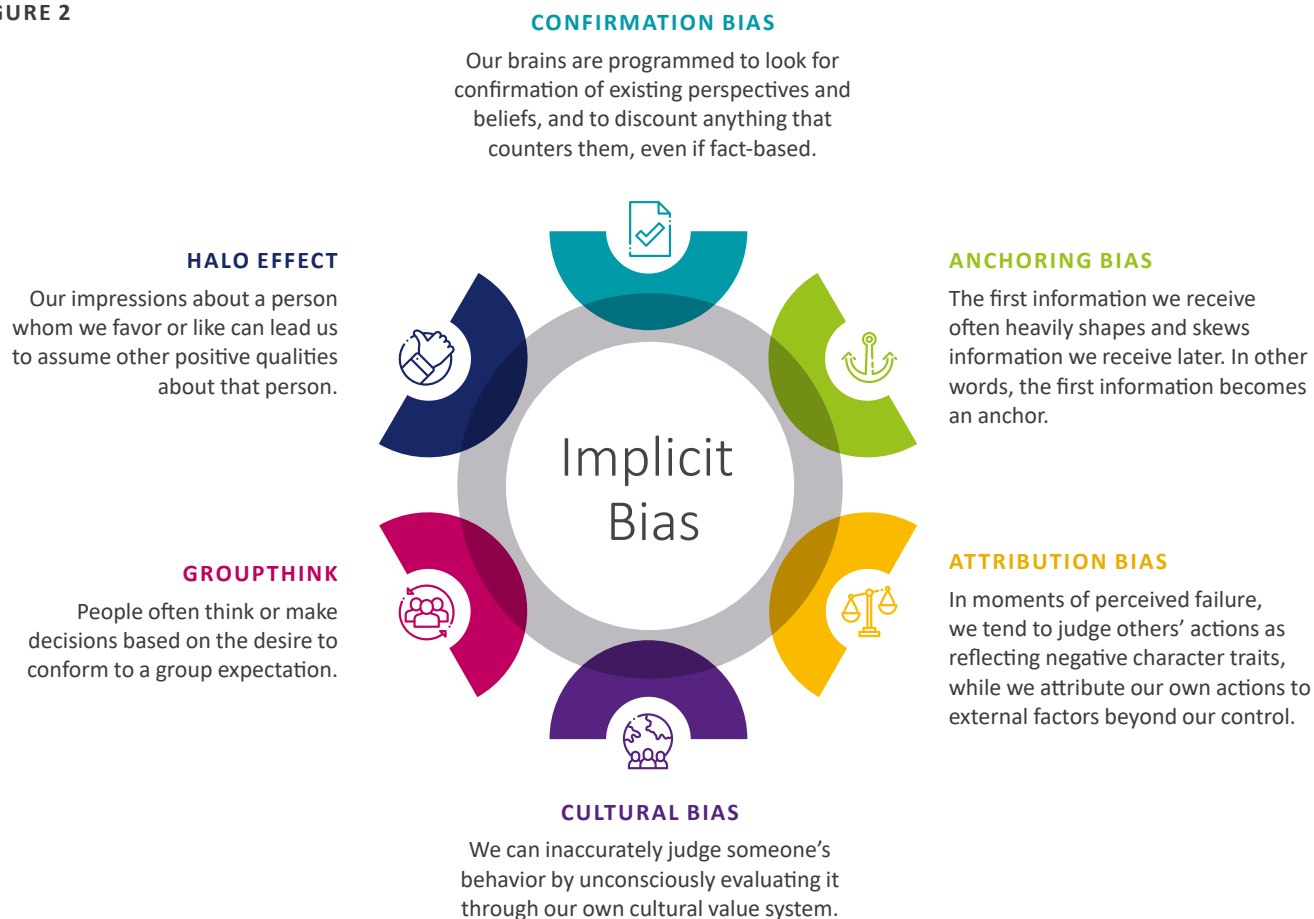 GURE 2
CONFIRMATION BIAS
Our brains are programmed to look for
confirmation of existing perspectives and
beliefs, and to discount anything that
counters them, even if fact-based.
HALO EFFECT
Our impressions about a person
whom we favor or like can lead us
to assume other positive qualities
about that person.
ANCHORING BIAS
The first information we receive
often heavily shapes and skews
information we receive later. In other
words, the first information becomes
an anchor.
Implicit
Bias
GROUPTHINK
People often think or make
decisions based on the desire to
conform to a group expectation.
ATTRIBUTION BIAS
In moments of perceived failure,
we tend to judge others’ actions as
reflecting negative character traits,
while we attribute our own actions to
external factors beyond our control.
CULTURAL BIAS
We can inaccurately judge someone’s
behavior by unconsciously evaluating it
through our own cultural value system.